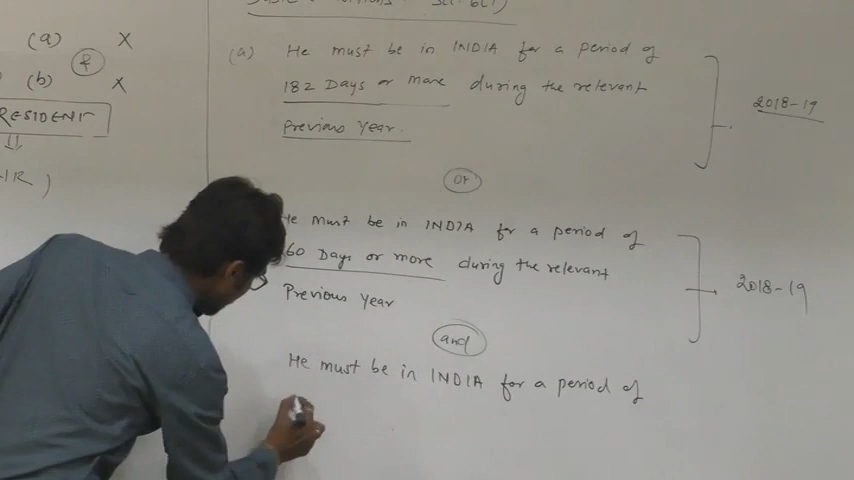 (a) X
&
(b) X
RESIDENT
(a) He must be in INDIA for a period of
182 Days or more during the relevant
Previous Year.
2018-19
or
He must be in INDIA for a period of
60 Days or more during the relevant
Previous Year
2018-19
and
He must be in INDIA for a period of